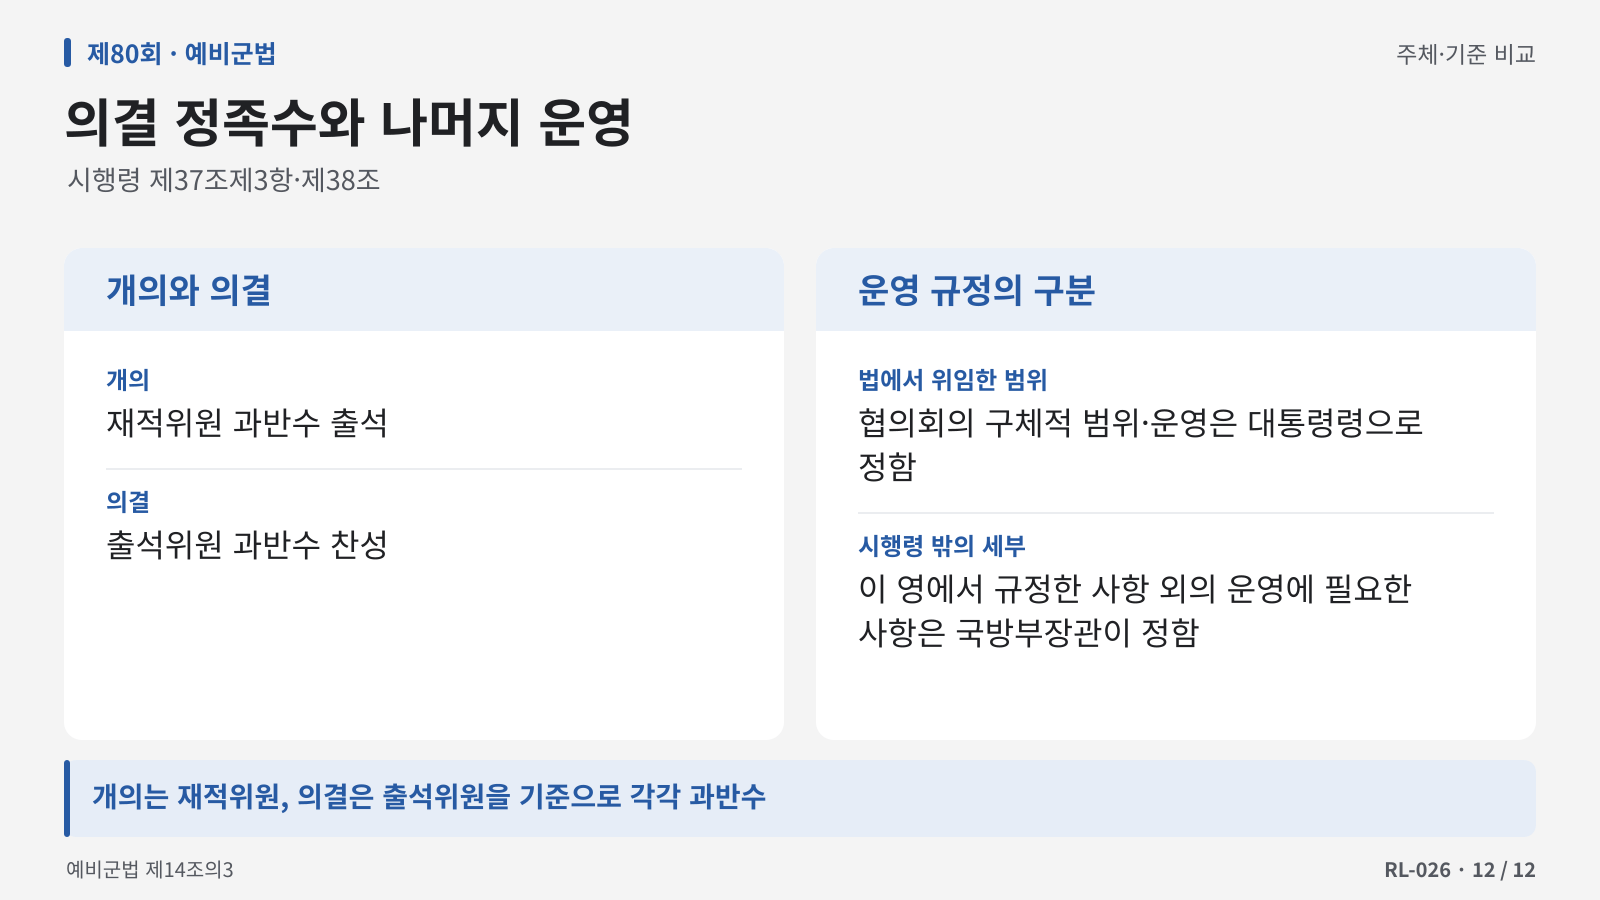 제80회 · 예비군법
주체·기준 비교
의결 정족수와 나머지 운영
시행령 제37조제3항·제38조
개의와 의결
개의
재적위원 과반수 출석
의결
출석위원 과반수 찬성
운영 규정의 구분
법에서 위임한 범위
협의회의 구체적 범위·운영은 대통령령으로
정함
시행령 밖의 세부
이 영에서 규정한 사항 외의 운영에 필요한
사항은 국방부장관이 정함
개의는 재적위원, 의결은 출석위원을 기준으로 각각 과반수
예비군법 제14조의3
RL-026 · 12 / 12